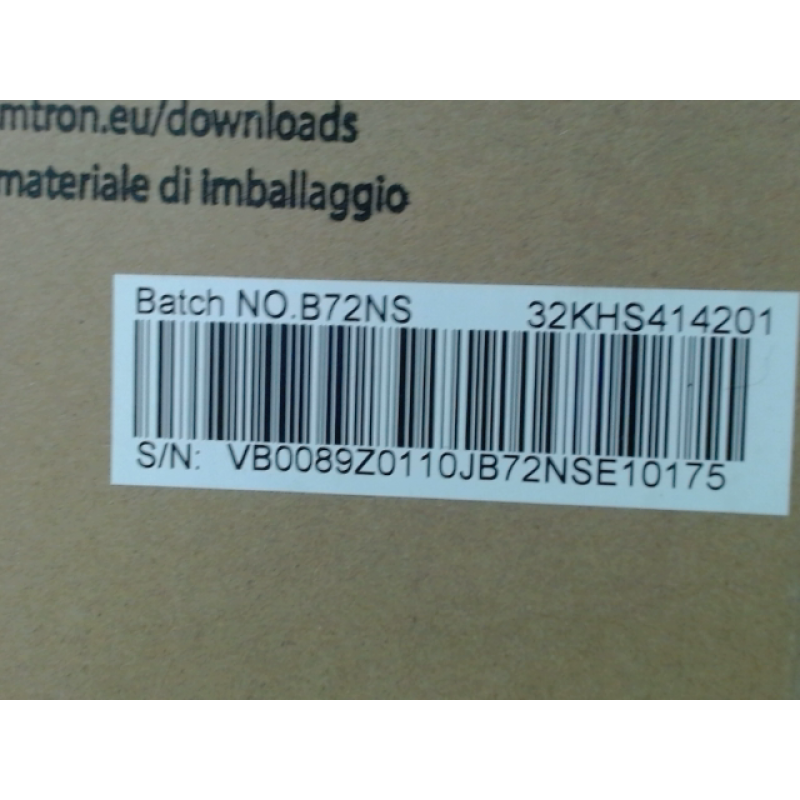 mtron.eu/downloads
materiale di imballaggio
Batch NO.B72NS 32KHS414201
S/N: VB0089Z0110JB72NSE10175